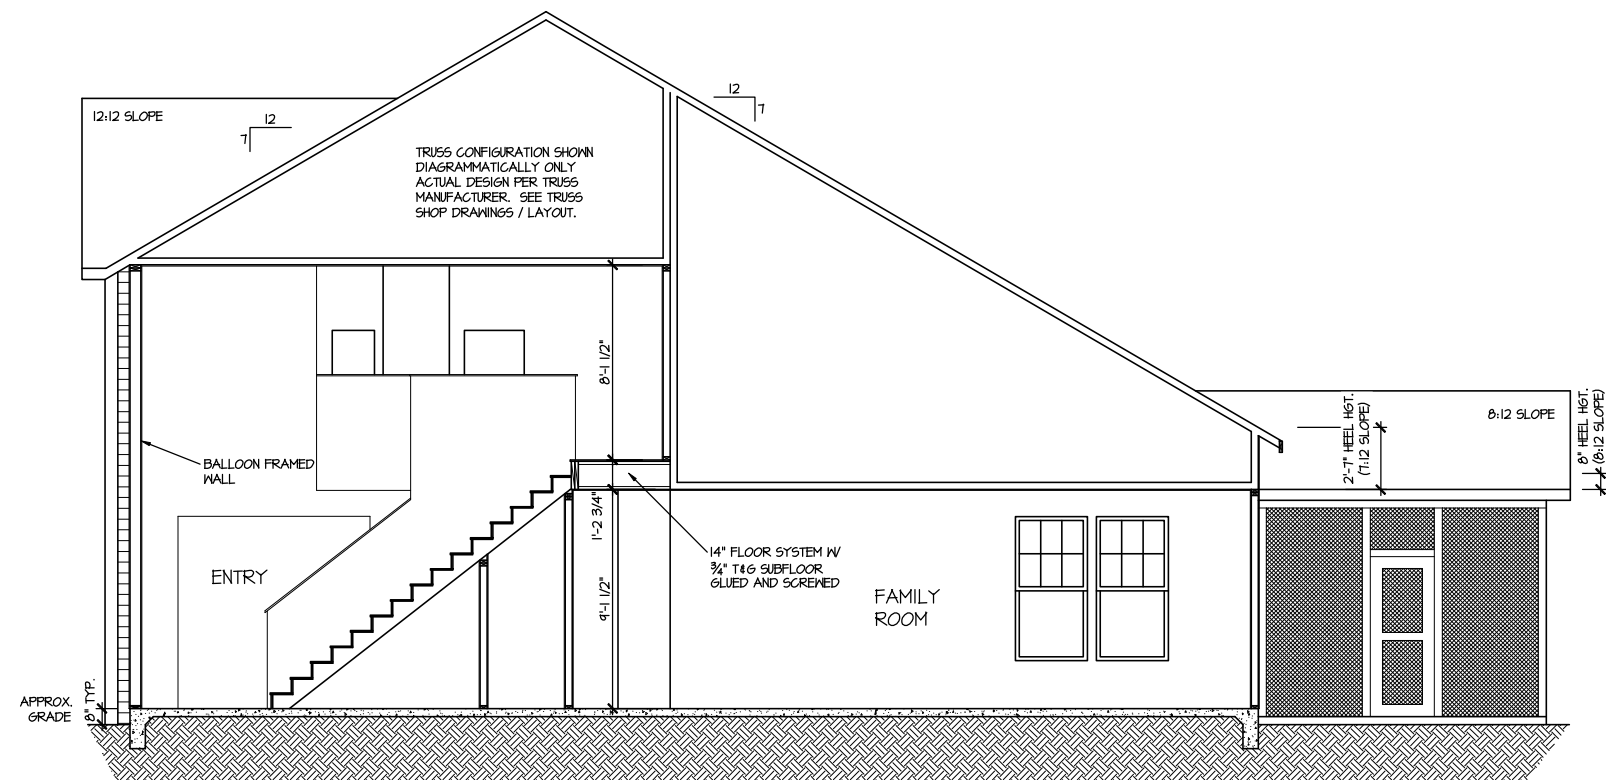 12
7
12:12 SLOPE
12
7
TRUSS CONFIGURATION SHOWN
DIAGRAMMATICALLY ONLY
ACTUAL DESIGN PER TRUSS
MANUFACTURER.  SEE TRUSS
SHOP DRAWINGS / LAYOUT.
8'-1 1/2"
2'-7" HEEL HGT.
(7:12 SLOPE)
8:12 SLOPE
8" HEEL HGT.
(8:12 SLOPE)
BALLOON FRAMED
WALL
1'-2 3/4"
14" FLOOR SYSTEM W/
3/4" T&G SUBFLOOR
GLUED AND SCREWED
ENTRY
9'-1 1/2"
FAMILY
ROOM
APPROX.
GRADE
8" TYP.